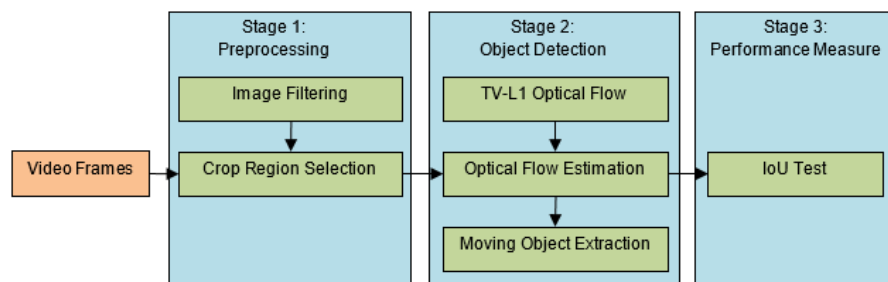 Stage 1:
Preprocessing
Image Filtering
Crop Region Selection
Video Frames
Stage 2:
Object Detection
TV-L1 Optical Flow
Optical Flow Estimation
Moving Object Extraction
Stage 3:
Performance Measure
IoU Test